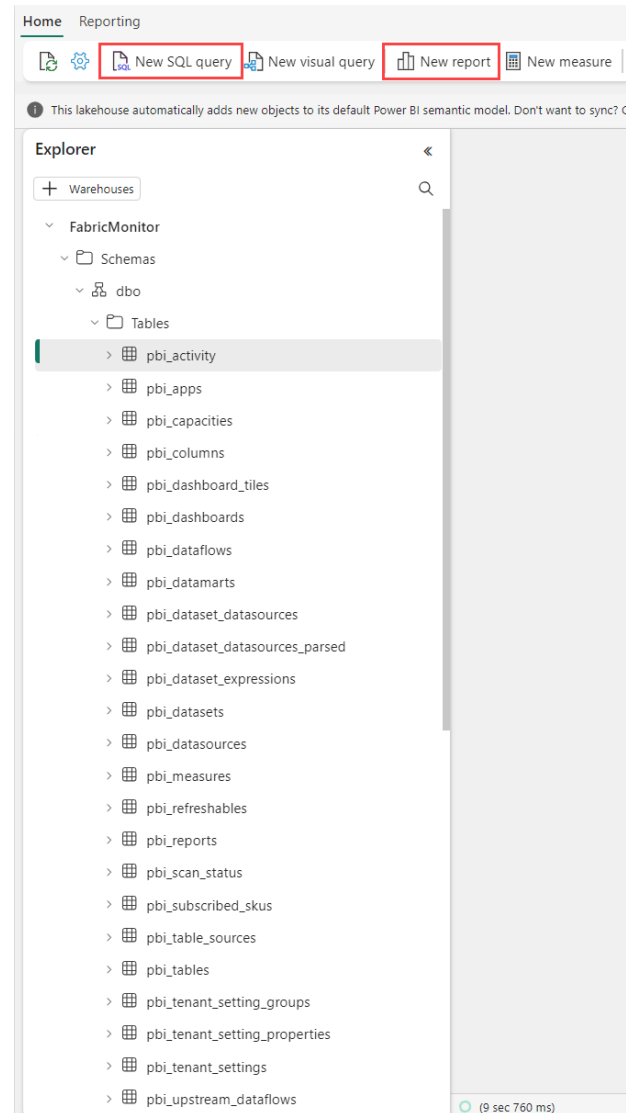 Home Reporting
SQL New SQL query New visual query New report New measure
This lakehouse automatically adds new objects to its default Power BI semantic model. Don't want to sync?
Explorer
Warehouses
FabricMonitor
Schemas
dbo
Tables
pbi_activity
pbi_apps
pbi_capacities
pbi_columns
pbi_dashboard_tiles
pbi_dashboards
pbi_dataflows
pbi_datamarts
pbi_dataset_datasources
pbi_dataset_datasources_parsed
pbi_dataset_expressions
pbi_datasets
pbi_datasources
pbi_measures
pbi_refreshables
pbi_reports
pbi_scan_status
pbi_subscribed_skus
pbi_table_sources
pbi_tables
pbi_tenant_setting_groups
pbi_tenant_setting_properties
pbi_tenant_settings
pbi_upstream_dataflows
(9 sec 760 ms)